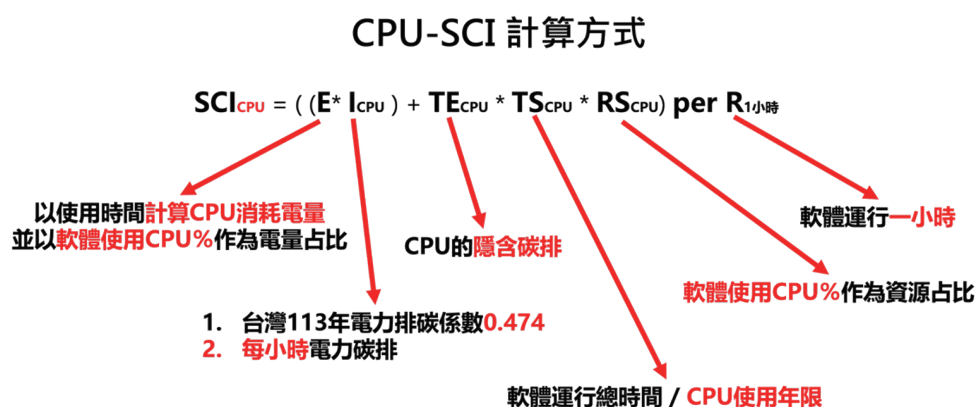 CPU-SCI 計算方式
SCICPU = ( (E* ICPU ) + TECPU * TSCPU * RSCPU) per R1小時
以使用時間計算CPU消耗電量
並以軟體使用CPU%作為電量占比
CPU的隱含碳排
軟體運行一小時
軟體使用CPU%作為資源占比
1. 台灣113年電力排碳係數0.474
2. 每小時電力碳排
軟體運行總時間 / CPU使用年限